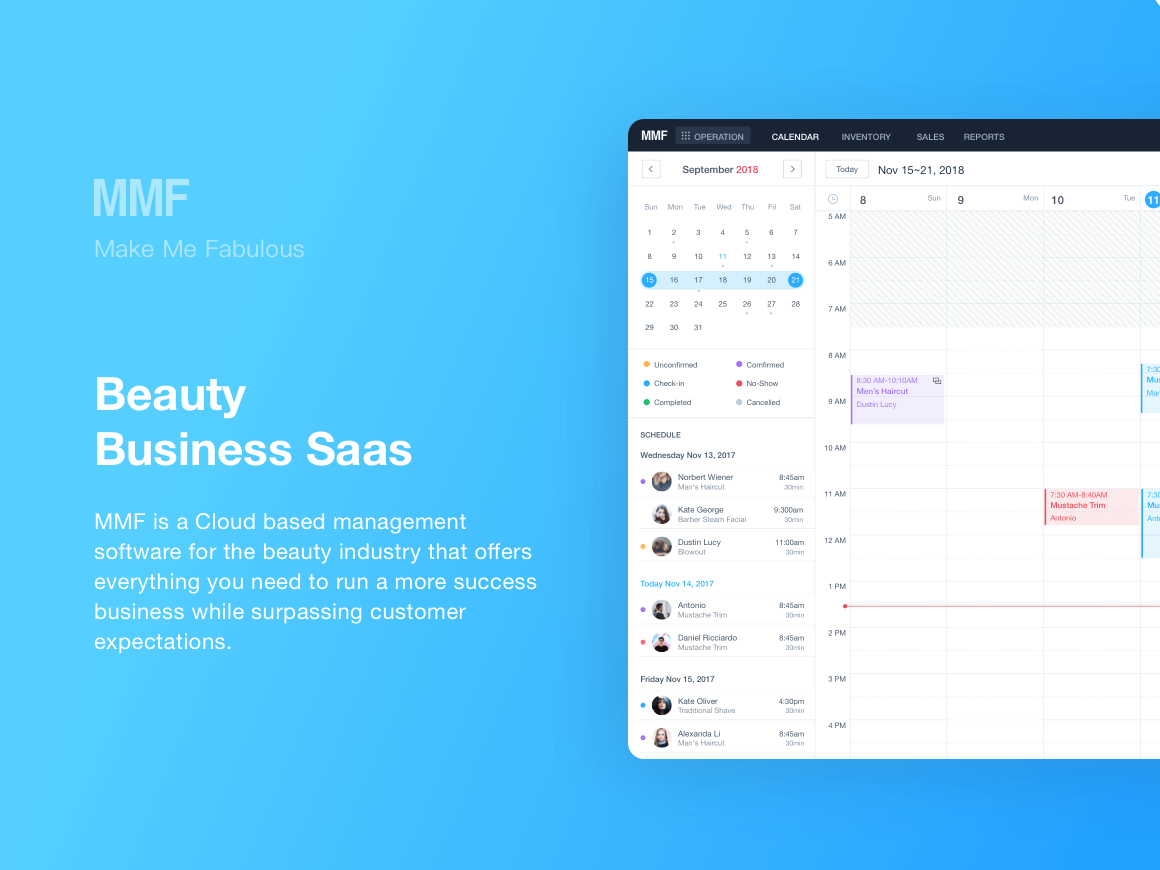 MMF
Make Me Fabulous
Beauty
Business Saas
MMF is a Cloud based management
software for the beauty industry that offers
everything you need to run a more success
business while surpassing customer
expectations.
MMF OPERATION CALENDAR INVENTORY SALES REPORTS
September 2018
Sun Mon Tue Wed Thu Fri Sat
1 2 3 4 5 6 7
8 9 10 11 12 13 14
15 16 17 18 19 20 21
22 23 24 25 26 27 28
29 30 31
Unconfirmed Comfirmed
Check-in No-Show
Completed Cancelled
SCHEDULE
Wednesday Nov 13, 2017
Norbert Wiener 8:45am
Man's Haircut 30min
Kate George 9:300am
Barber Steam Facial 30min
Dustin Lucy 11:00am
Blowout 30min
Today Nov 14, 2017
Antonio 8:45am
Mustache Trim 30min
Daniel Ricciardo 8:45am
Mustache Trim 30min
Friday Nov 15, 2017
Kate Oliver 4:30pm
Traditional Shave 30min
Alexanda Li 8:45am
Man's Haircut 30min
Today Nov 15~21, 2018
8 Sun 9 Mon 10 Tue 11
5 AM
6 AM
7 AM
8 AM
9 AM
10 AM
11 AM
12 AM
1 PM
2 PM
3 PM
4 PM
8:30 AM-10:10AM
Men's Haircut
Dustin Lucy
7:30 AM-8:40AM
Mustache Trim
Antonio